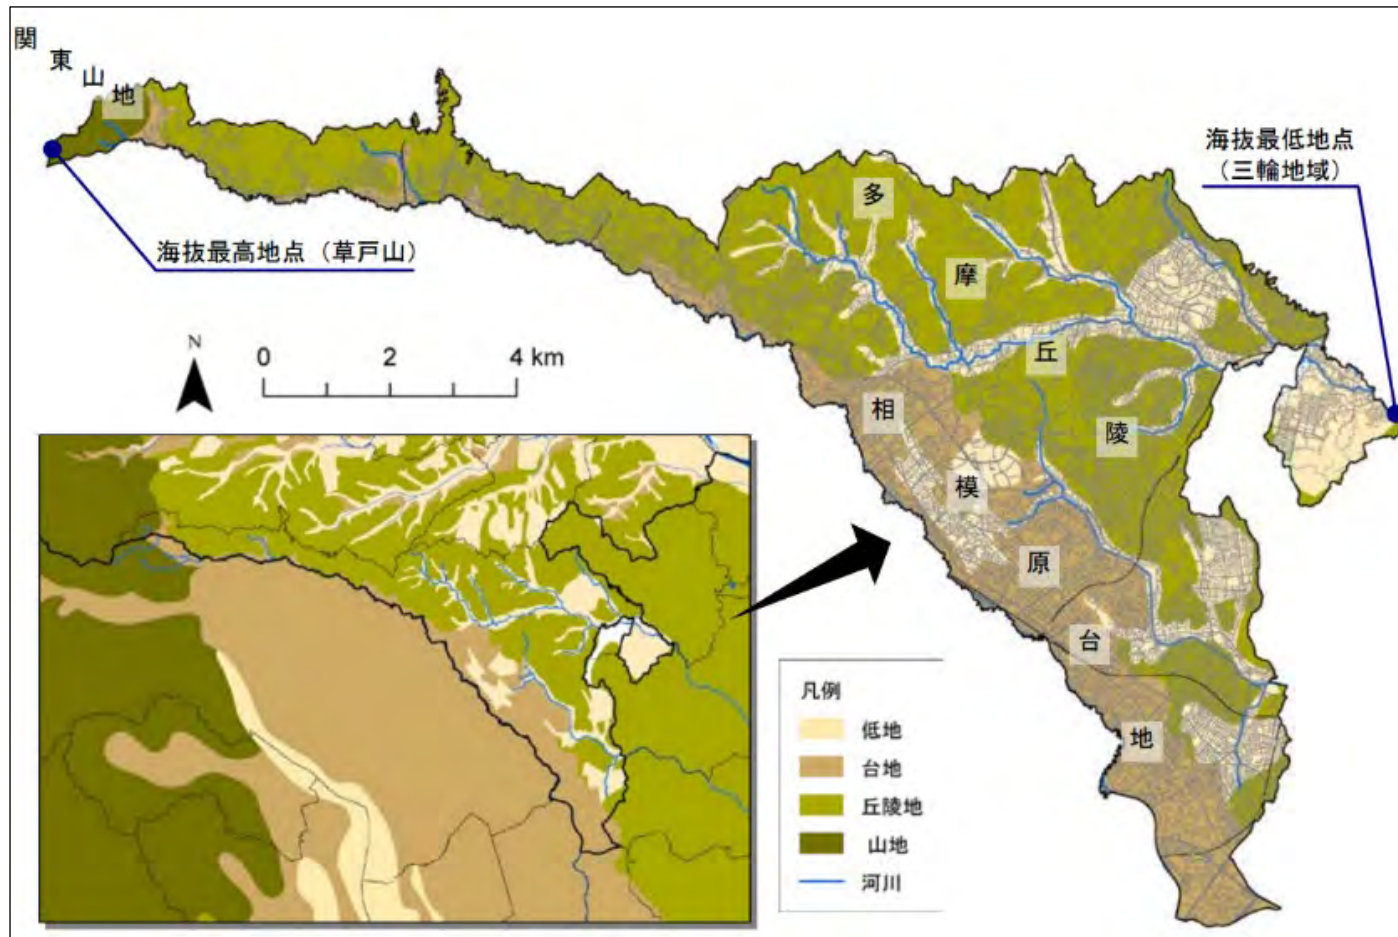 関東山地
海抜最高地点（草戸山）
海抜最低地点
（三輪地域）
多摩丘陵
相模原台地
N
0 2 4 km
凡例
低地
台地
丘陵地
山地
河川